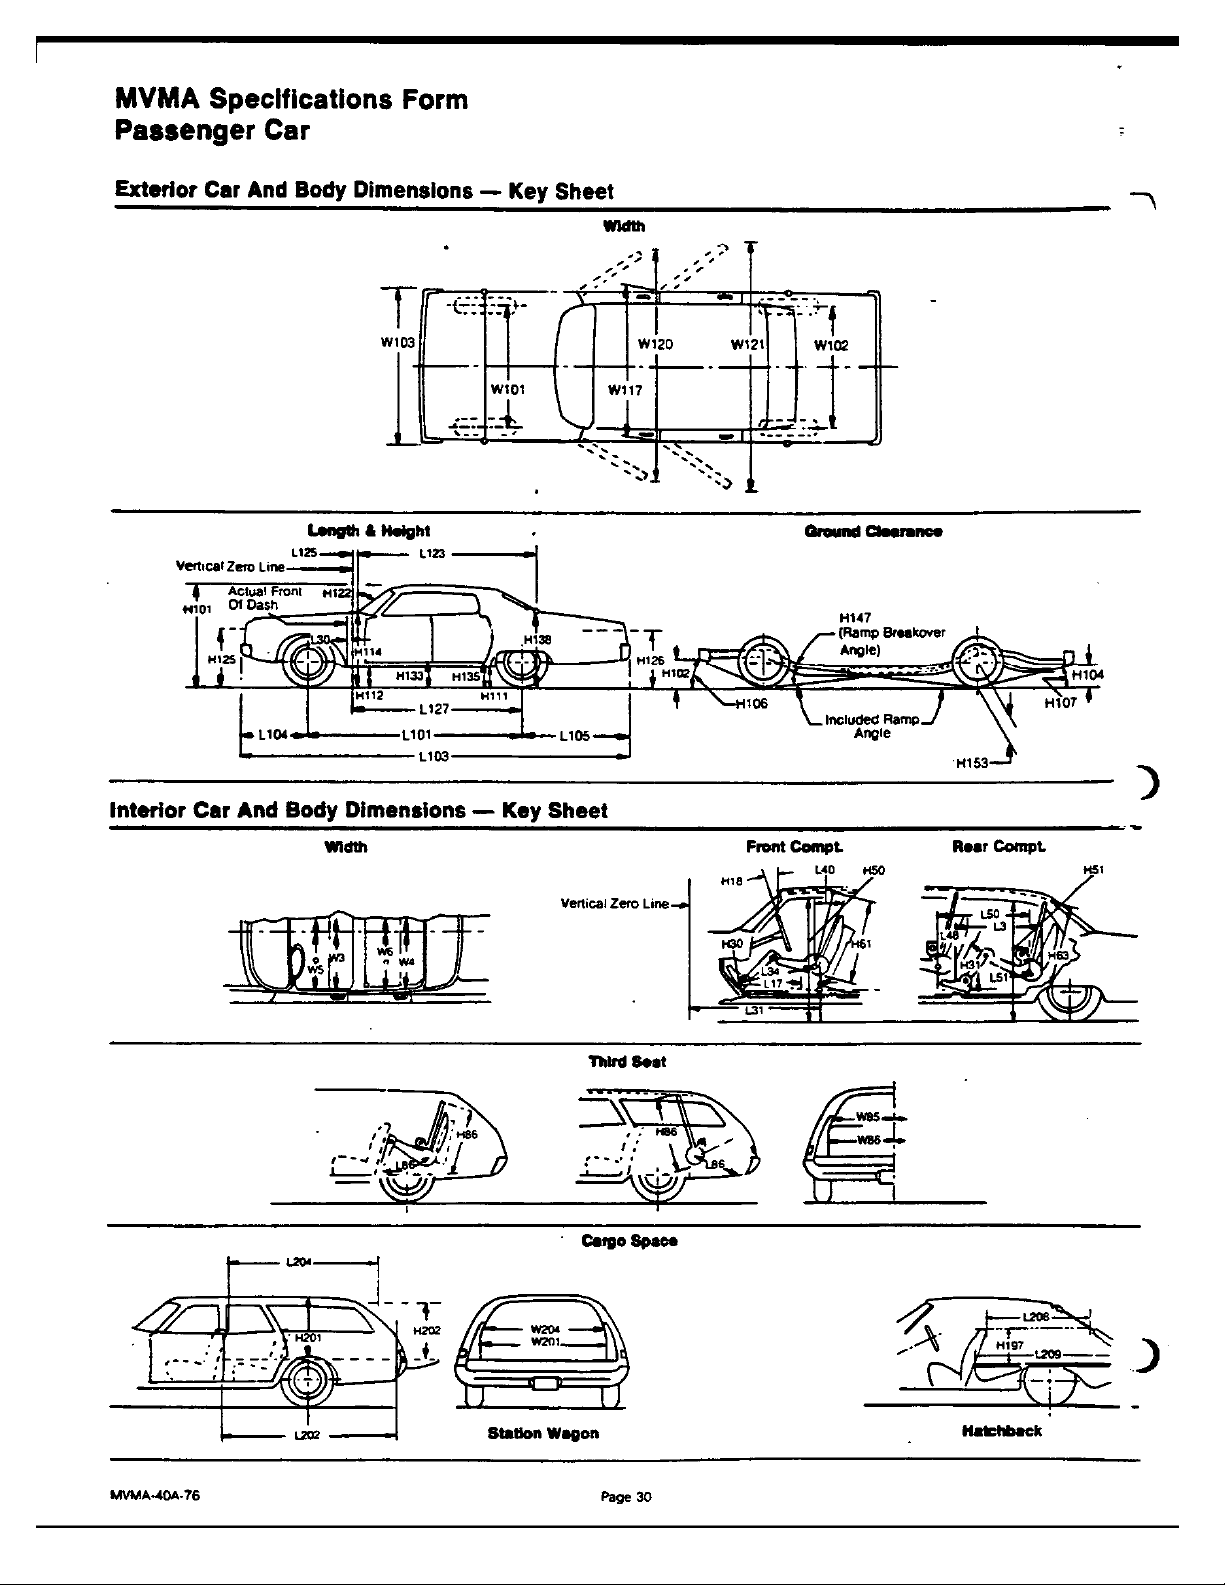 MVMA Specifications Form
Passenger Car
Exterior Car And Body Dimensions — Key Sheet
Width
W103
W101
W117
W120
W121
W102
Length & Height
Ground Clearance
L125
L123
Vertical Zero Line
Actual Front
Of Dash
H122
H101
L30
H114
H138
H125
H133
H135
H126
H112
H111
L127
L104
L101
L105
L103
H147
(Ramp Breakover
Angle)
H102
H104
H106
H107
Included Ramp
Angle
H153
Interior Car And Body Dimensions — Key Sheet
Width
Front Compt.
Rear Compt.
W5
W3
W6
W4
Vertical Zero Line
H18
L40
H50
H30
H61
L34
L17
L31
H51
L50
L3
L48
H31
L51
H63
Third Seat
H86
L86
H86
L86
W85
W86
Cargo Space
L204
H201
H202
L202
W204
W201
Station Wagon
L208
H197
L209
Hatchback
MVMA-40A-76
Page 30